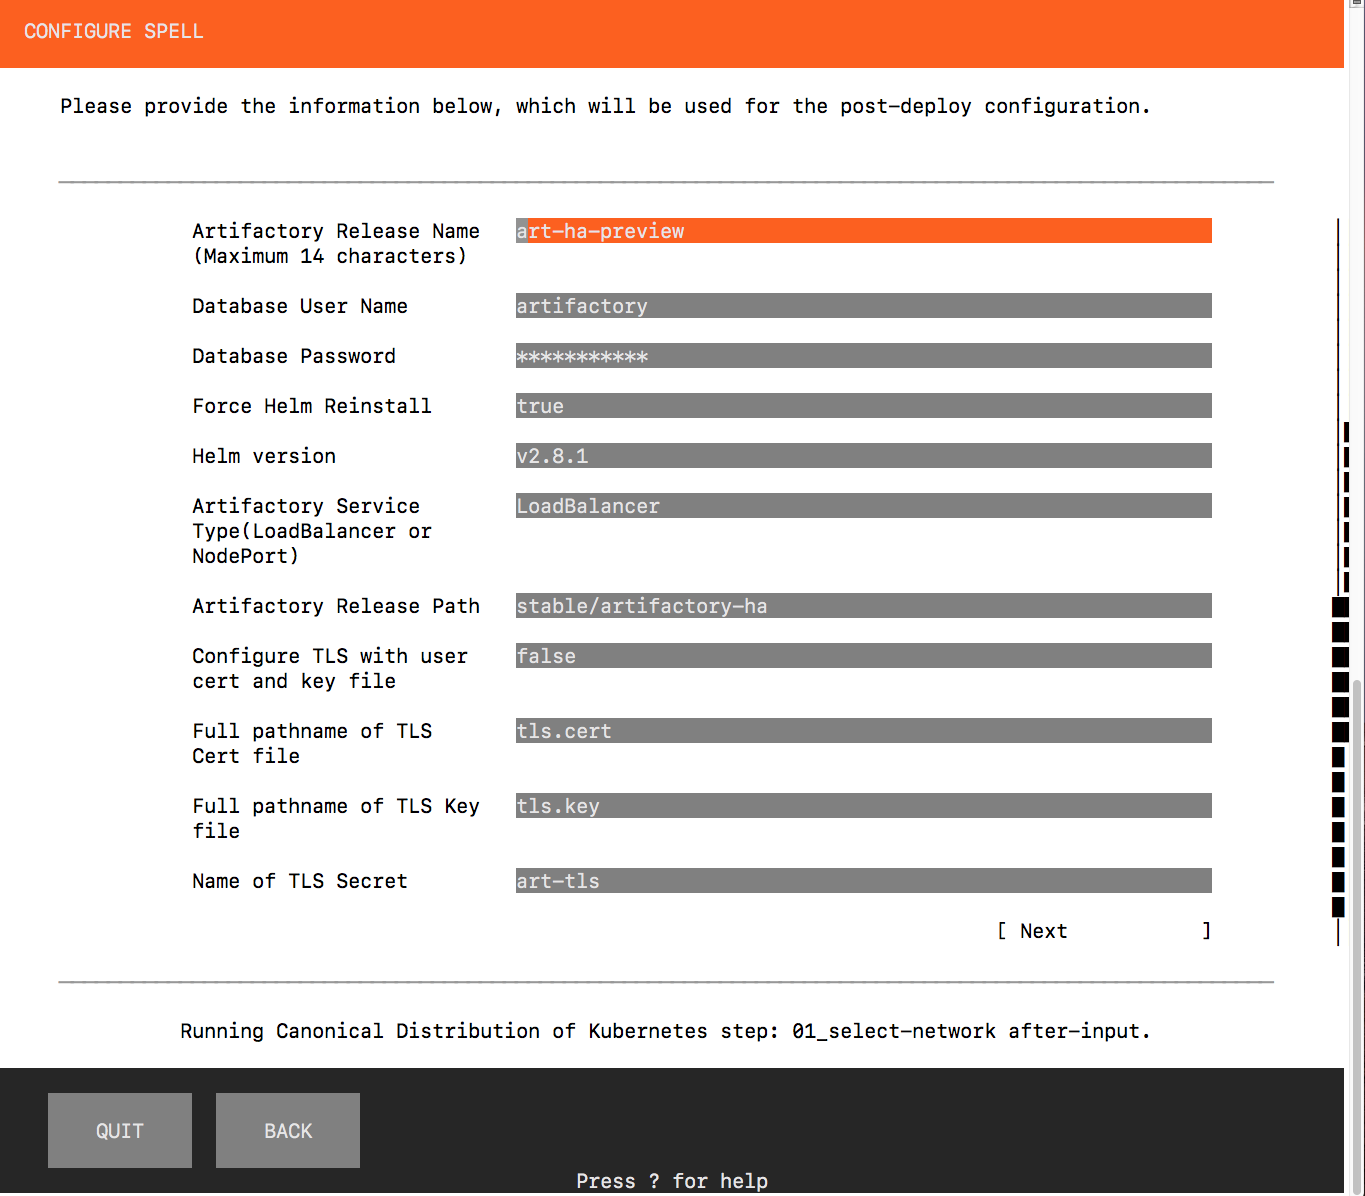 CONFIGURE SPELL
Please provide the information below, which will be used for the post-deploy configuration.
Artifactory Release Name art-ha-preview
(Maximum 14 characters)
Database User Name artifactory
Database Password ***********
Force Helm Reinstall true
Helm version v2.8.1
Artifactory Service LoadBalancer
Type(LoadBalancer or
NodePort)
Artifactory Release Path stable/artifactory-ha
Configure TLS with user false
cert and key file
Full pathname of TLS tls.cert
Cert file
Full pathname of TLS Key tls.key
file
Name of TLS Secret art-tls
[ Next ]
Running Canonical Distribution of Kubernetes step: 01_select-network after-input.
QUIT BACK
Press ? for help